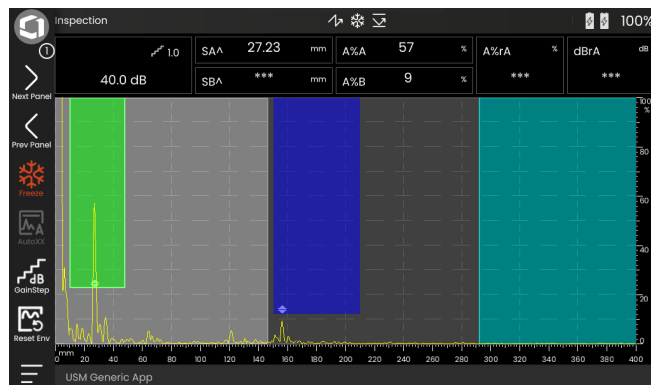 Inspection
100%
1
1.0
40.0 dB
SA^ 27.23 mm
SB^ *** mm
A%A 57 %
A%B 9 %
A%rA % ***
dBrA dB ***
Next Panel
Prev Panel
Freeze
AutoXX
dB
GainStep
Reset Env
100
%
80
60
40
20
0
mm
0 20 40 60 80 100 120 140 160 180 200 220 240 260 280 300 320 340 360 380 400
USM Generic App